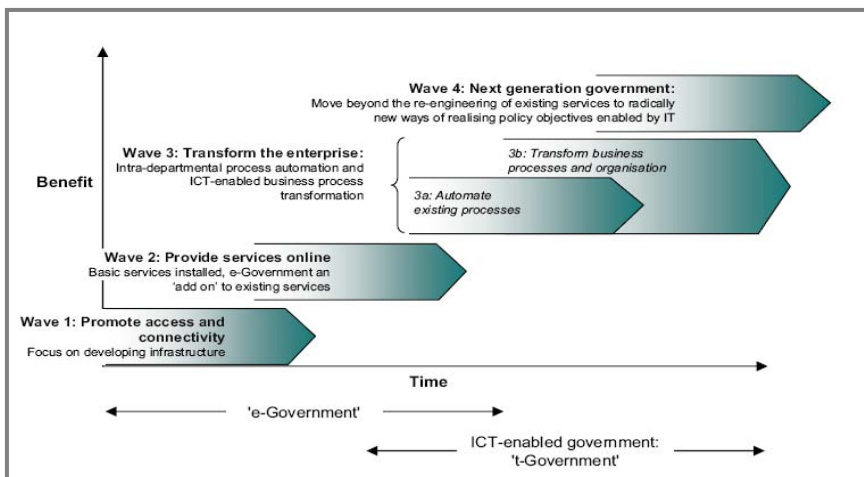 Wave 4: Next generation government:
Move beyond the re-engineering of existing services to radically
new ways of realising policy objectives enabled by IT
Wave 3: Transform the enterprise:
Intra-departmental process automation and
ICT-enabled business process
transformation
3b: Transform business
processes and organisation
3a: Automate
existing processes
Benefit
Wave 2: Provide services online
Basic services installed, e-Government an
'add on' to existing services
Wave 1: Promote access and
connectivity
Focus on developing infrastructure
Time
'e-Government'
ICT-enabled government:
't-Government'